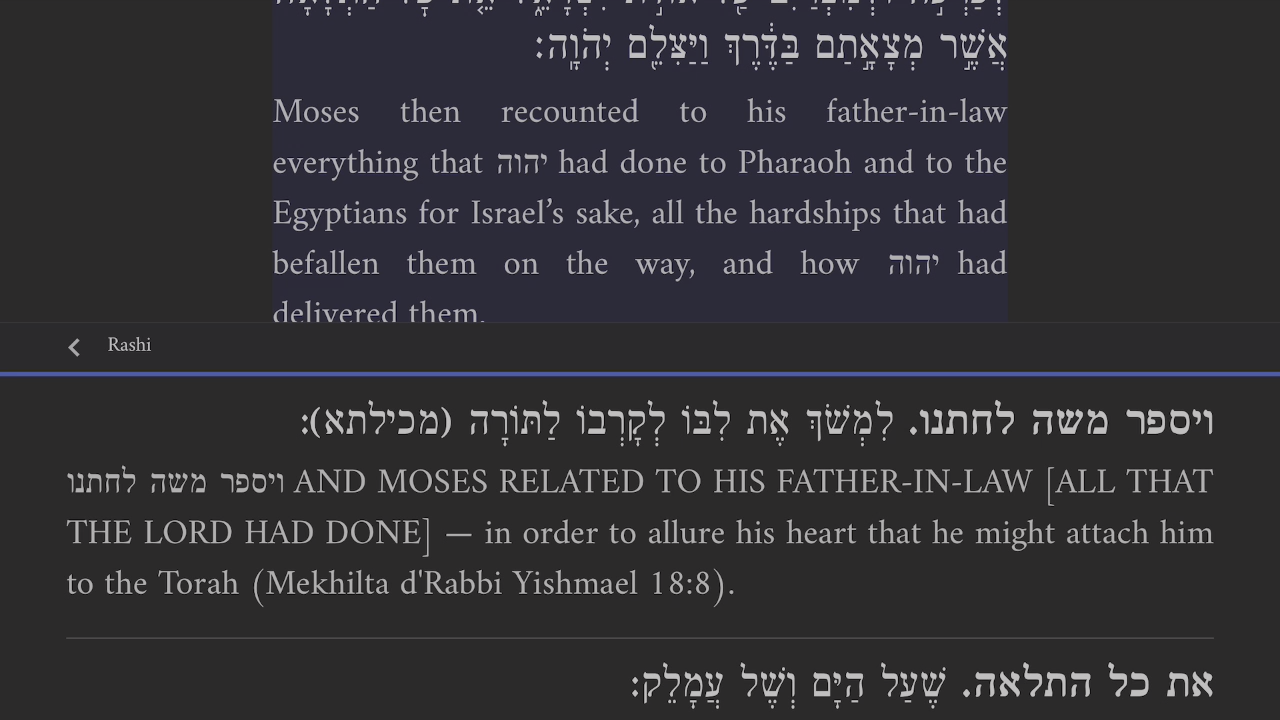 אֲשֶׁ֣ר מְצָאָ֣תַם בַּדֶּ֔רֶךְ וַיַּצִּלֵ֖ם יְהֹוָֽה׃
Moses then recounted to his father-in-law
everything that יהוה had done to Pharaoh and to the
Egyptians for Israel’s sake, all the hardships that had
befallen them on the way, and how יהוה had
delivered them.
Rashi
ויספר משה לחתנו. לִמְשֹׁךְ אֶת לִבּוֹ לְקָרְבוֹ לַתּוֹרָה (מכילתא):
ויספר משה לחתנו AND MOSES RELATED TO HIS FATHER-IN-LAW [ALL THAT
THE LORD HAD DONE] — in order to allure his heart that he might attach him
to the Torah (Mekhilta d'Rabbi Yishmael 18:8).
את כל התלאה. שֶׁעַל הַיָּם וְשֶׁל עֲמָלֵק: